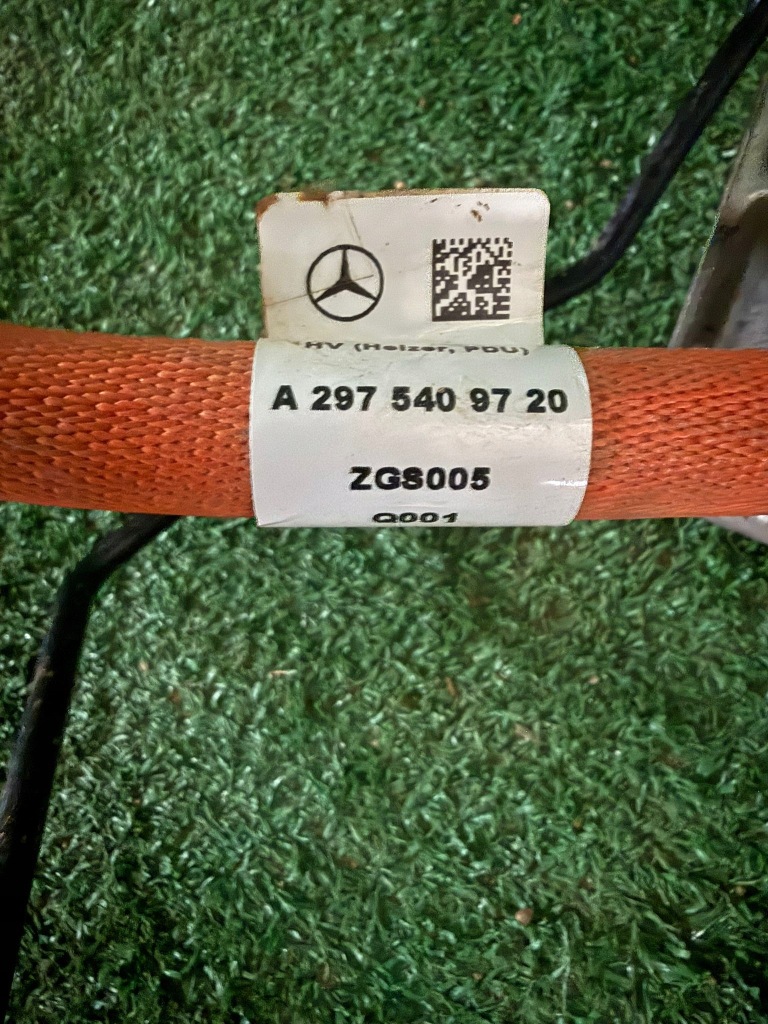 HV (Heizer, PDU)
A 297 540 97 20
ZGS005
Q001